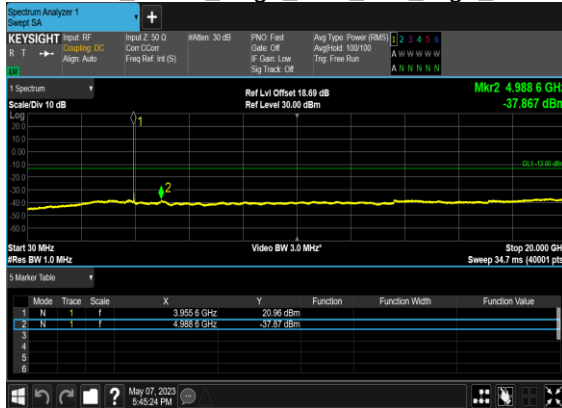 Spectrum Analyzer 1
Swept SA
KEYSIGHT
R T
LU
Input: RF
Coupling: DC
Align: Auto
Input Z: 50 Ω
Corr CCorr
Freq Ref: Int (S)
#Atten: 30 dB
PNO: Fast
Gate: Off
IF Gain: Low
Sig Track: Off
Avg Type: Power (RMS)
Avg|Hold: 100/100
Trig: Free Run
1 2 3 4 5 6
A W W W W W
A N N N N N
1 Spectrum
Scale/Div 10 dB
Log
Ref Lvl Offset 18.69 dB
Ref Level 30.00 dBm
Mkr2 4.988 6 GHz
-37.867 dBm
20.0
10.0
0.00
-10.0
-20.0
-30.0
-40.0
-50.0
-60.0
1
2
DL1 -13.00 dBm
Start 30 MHz
#Res BW 1.0 MHz
Video BW 3.0 MHz*
Stop 20.000 GHz
Sweep 34.7 ms (40001 pts)
5 Marker Table
Mode Trace Scale X Y Function Function Width Function Value
1 N 1 f 3.955 6 GHz 20.96 dBm
2 N 1 f 4.988 6 GHz -37.87 dBm
3
4
5
6
May 07, 2023
5:45:24 PM